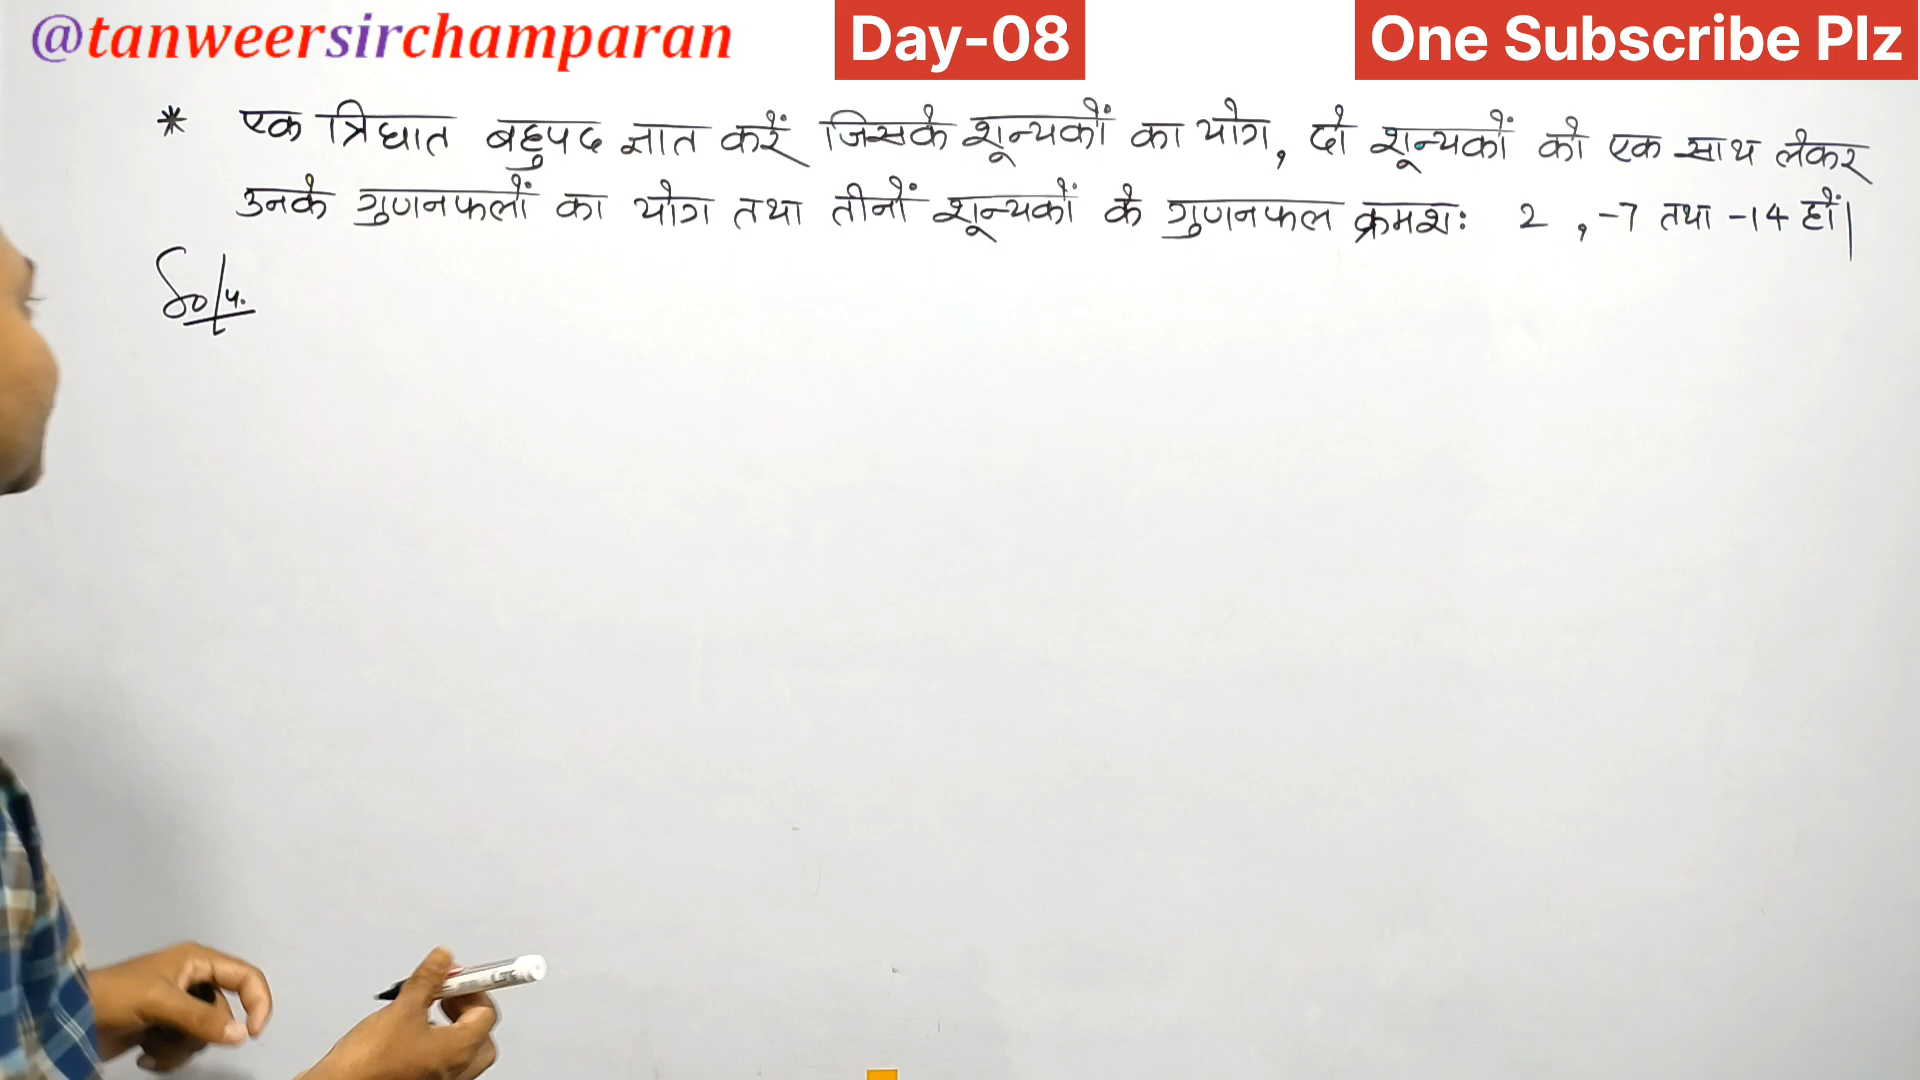 @tanweersirchamparan Day-08 One Subscribe Plz
* एक त्रिघात बहुपद ज्ञात करें जिसके शून्यकों का योग, दो शून्यकों को एक साथ लेकर
उनके गुणनफलों का योग तथा तीनों शून्यकों के गुणनफल क्रमशः 2 , -7 तथा -14 हों|
Solⁿ.